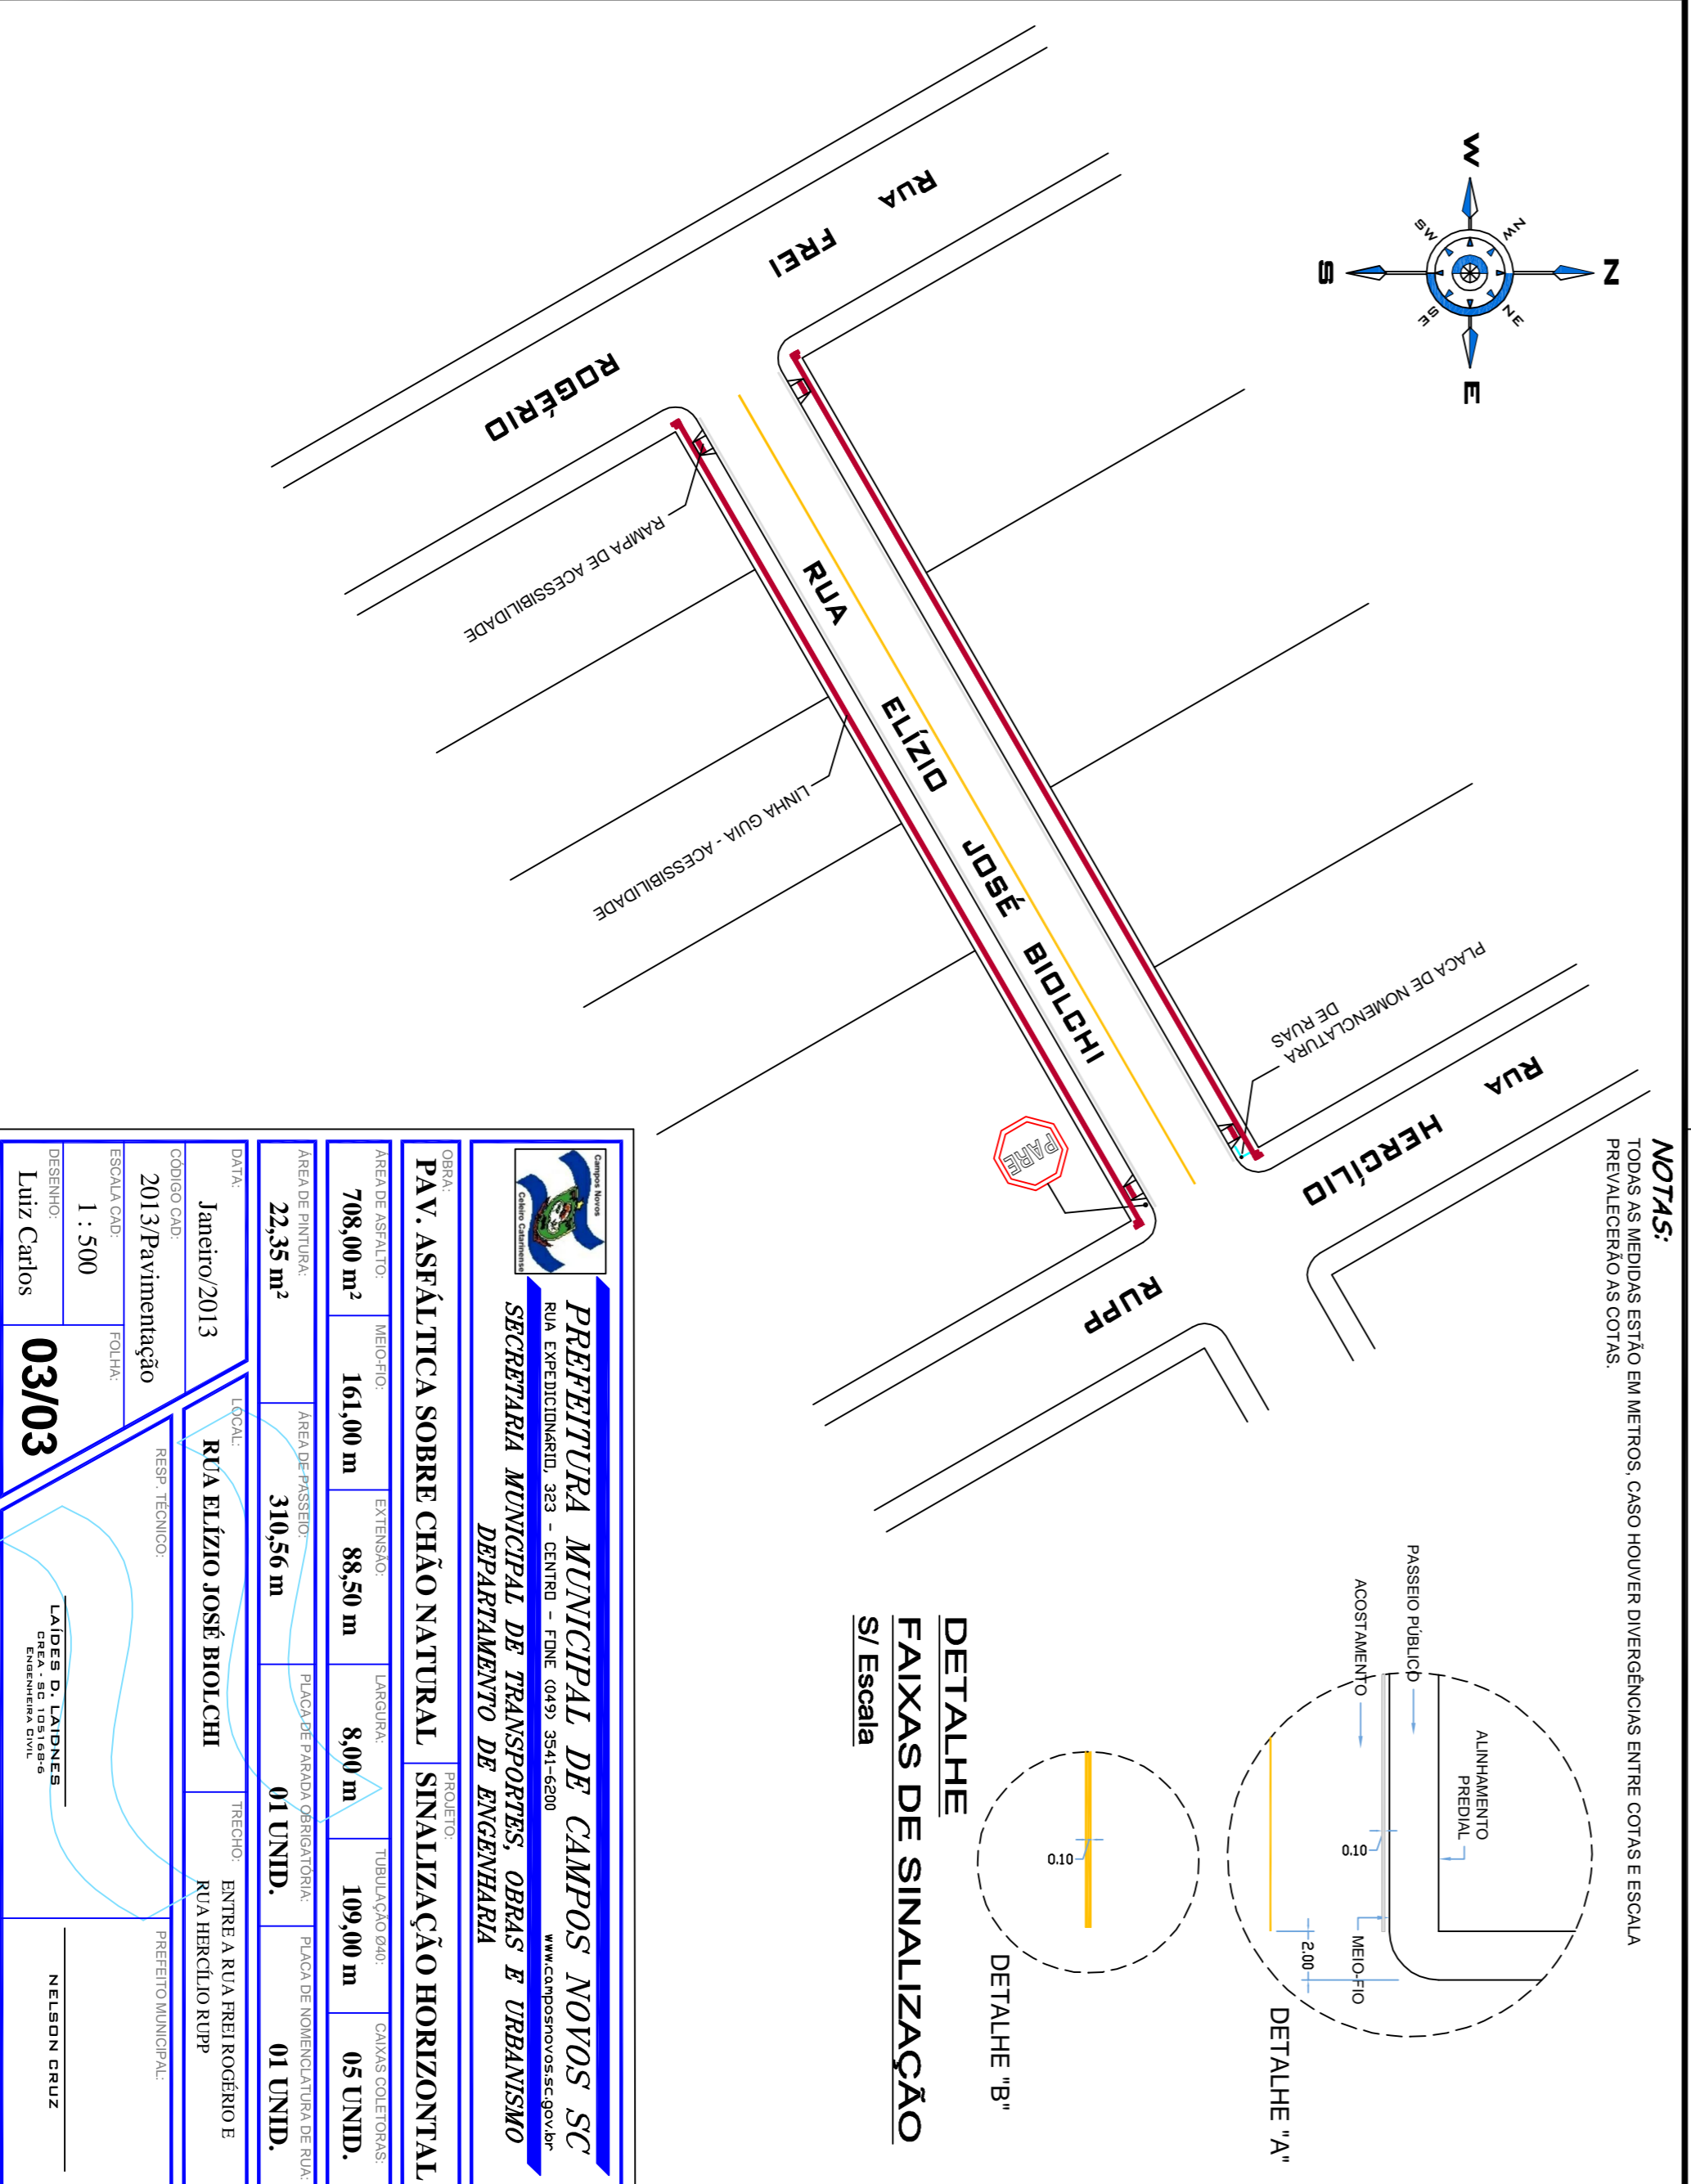 NOTAS:
TODAS AS MEDIDAS ESTÃO EM METROS, CASO HOUVER DIVERGÊNCIAS ENTRE COTAS E ESCALA
PREVALECERÃO AS COTAS.
N
NE
E
SE
S
SW
W
NW
RUA FREI ROGÉRIO
RUA ELÍZIO JOSÉ BIOLCHI
RUA HERCÍLIO RUPP
RAMPA DE ACESSIBILIDADE
LINHA GUIA - ACESSIBILIDADE
PLACA DE NOMENCLATURA
DE RUAS
PARE
PASSEIO PÚBLICO
ACOSTAMENTO
ALINHAMENTO
PREDIAL
0.10
MEIO-FIO
2.00
DETALHE "A"
0.10
DETALHE "B"
DETALHE
FAIXAS DE SINALIZAÇÃO
S/ Escala
Campos Novos
Celeiro Catarinense
PREFEITURA MUNICIPAL DE CAMPOS NOVOS SC
RUA EXPEDICIONÁRIO, 323 - CENTRO - FONE (049) 3541-6200 www.camposnovos.sc.gov.br
SECRETARIA MUNICIPAL DE TRANSPORTES, OBRAS E URBANISMO
DEPARTAMENTO DE ENGENHARIA
OBRA:
PAV. ASFÁLTICA SOBRE CHÃO NATURAL
PROJETO:
SINALIZAÇÃO HORIZONTAL
ÁREA DE ASFALTO:
708,00 m²
MEIO-FIO:
161,00 m
EXTENSÃO:
88,50 m
LARGURA:
8,00 m
TUBULAÇÃO Ø40:
109,00 m
CAIXAS COLETORAS:
05 UNID.
ÁREA DE PINTURA:
22,35 m²
ÁREA DE PASSEIO:
310,56 m
PLACA DE PARADA OBRIGATÓRIA:
01 UNID.
PLACA DE NOMENCLATURA DE RUA:
01 UNID.
DATA:
Janeiro/2013
LOCAL:
RUA ELÍZIO JOSÉ BIOLCHI
TRECHO:
ENTRE A RUA FREI ROGÉRIO E
RUA HERCÍLIO RUPP
CÓDIGO CAD:
2013/Pavimentação
ESCALA CAD:
1 : 500
FOLHA:
03/03
DESENHO:
Luiz Carlos
RESP. TÉCNICO:
LAÍDES D. LAIDNES
CREA - SC 105168-6
ENGENHEIRA CIVIL
PREFEITO MUNICIPAL:
NELSON CRUZ